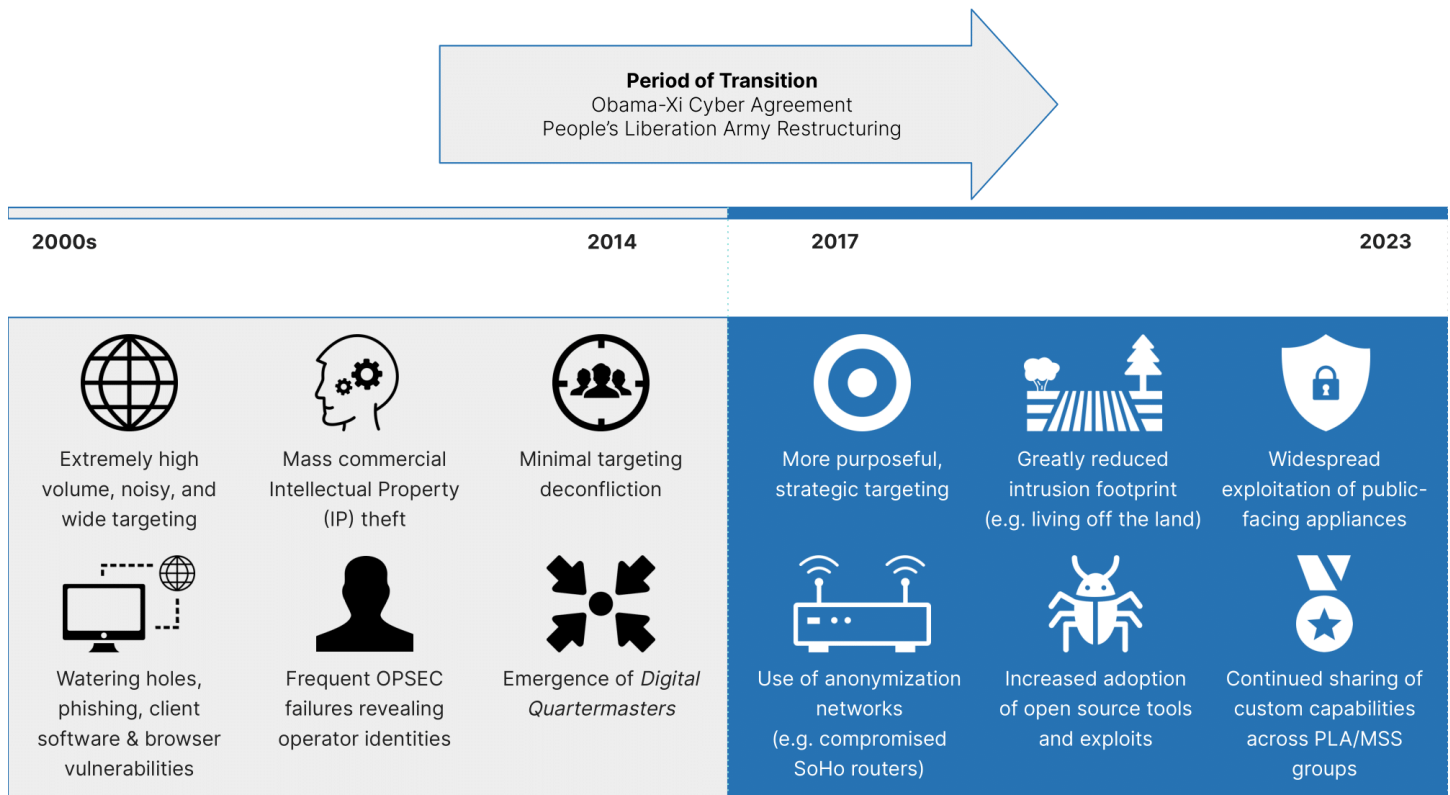 Period of Transition
Obama-Xi Cyber Agreement
People’s Liberation Army Restructuring
2000s
2014
2017
2023
Extremely high
volume, noisy, and
wide targeting
Mass commercial
Intellectual Property
(IP) theft
Minimal targeting
deconfliction
More purposeful,
strategic targeting
Greatly reduced
intrusion footprint
(e.g. living off the land)
Widespread
exploitation of public-
facing appliances
Watering holes,
phishing, client
software & browser
vulnerabilities
Frequent OPSEC
failures revealing
operator identities
Emergence of Digital
Quartermasters
Use of anonymization
networks
(e.g. compromised
SoHo routers)
Increased adoption
of open source tools
and exploits
Continued sharing of
custom capabilities
across PLA/MSS
groups